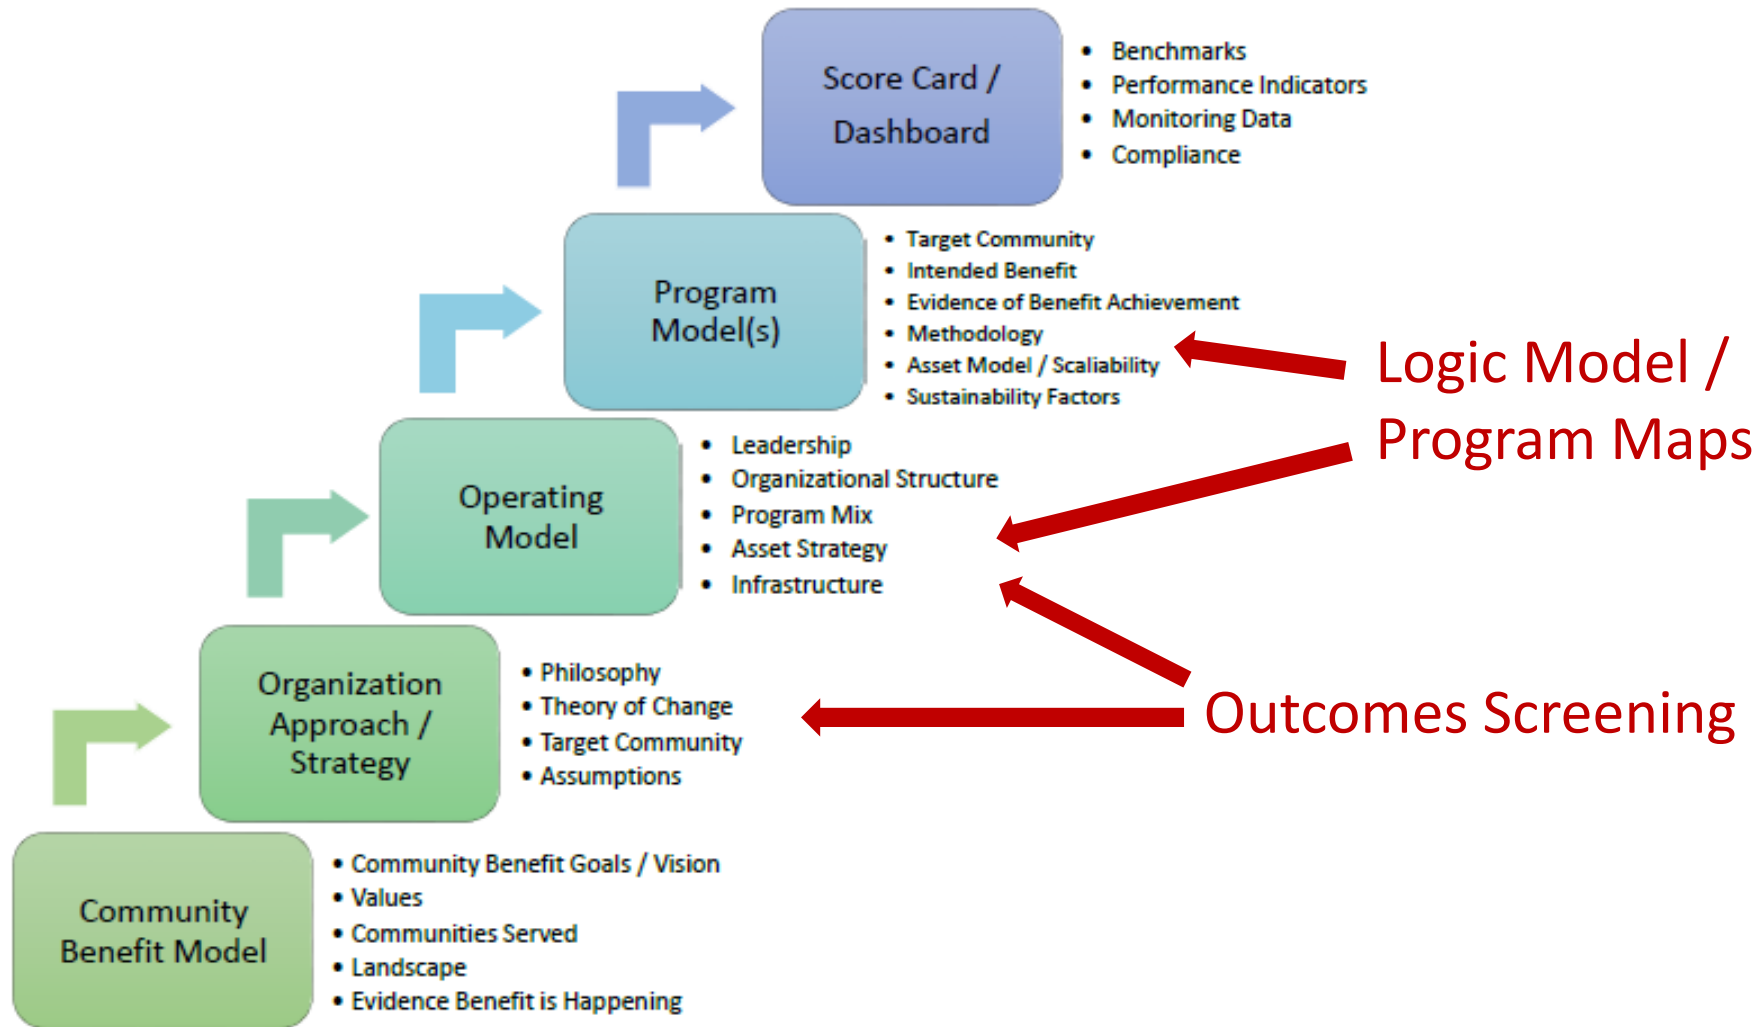 Score Card /
Dashboard
• Benchmarks
• Performance Indicators
• Monitoring Data
• Compliance
Program
Model(s)
• Target Community
• Intended Benefit
• Evidence of Benefit Achievement
• Methodology
• Asset Model / Scaliability
• Sustainability Factors
Logic Model /
Program Maps
Operating
Model
• Leadership
• Organizational Structure
• Program Mix
• Asset Strategy
• Infrastructure
Organization
Approach /
Strategy
• Philosophy
• Theory of Change
• Target Community
• Assumptions
Outcomes Screening
Community
Benefit Model
• Community Benefit Goals / Vision
• Values
• Communities Served
• Landscape
• Evidence Benefit is Happening